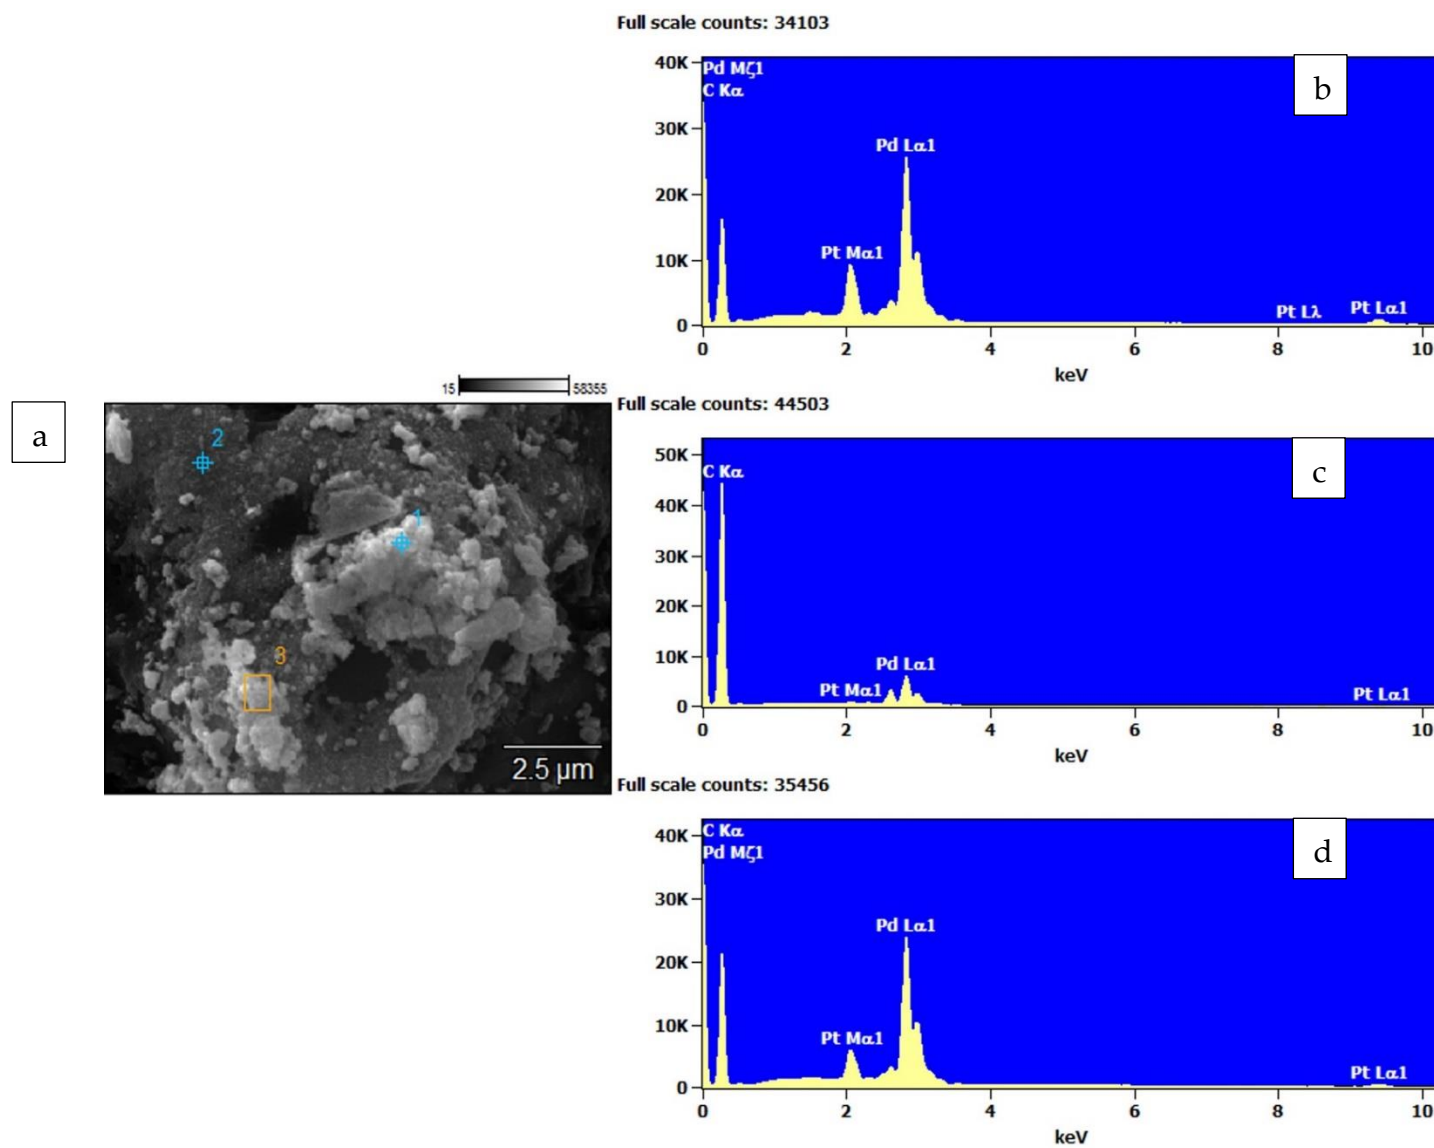 Full scale counts: 34103
b
40K
30K
20K
10K
0
Pd Mζ1
C Kα
Pd Lα1
Pt Mα1
Pt Lλ
Pt Lα1
0 2 4 6 8 10
keV
a
15 58355
2
1
3
2.5 µm
Full scale counts: 44503
c
50K
40K
30K
20K
10K
0
C Kα
Pd Lα1
Pt Mα1
Pt Lα1
0 2 4 6 8 10
keV
Full scale counts: 35456
d
40K
30K
20K
10K
0
C Kα
Pd Mζ1
Pd Lα1
Pt Mα1
Pt Lα1
0 2 4 6 8 10
keV